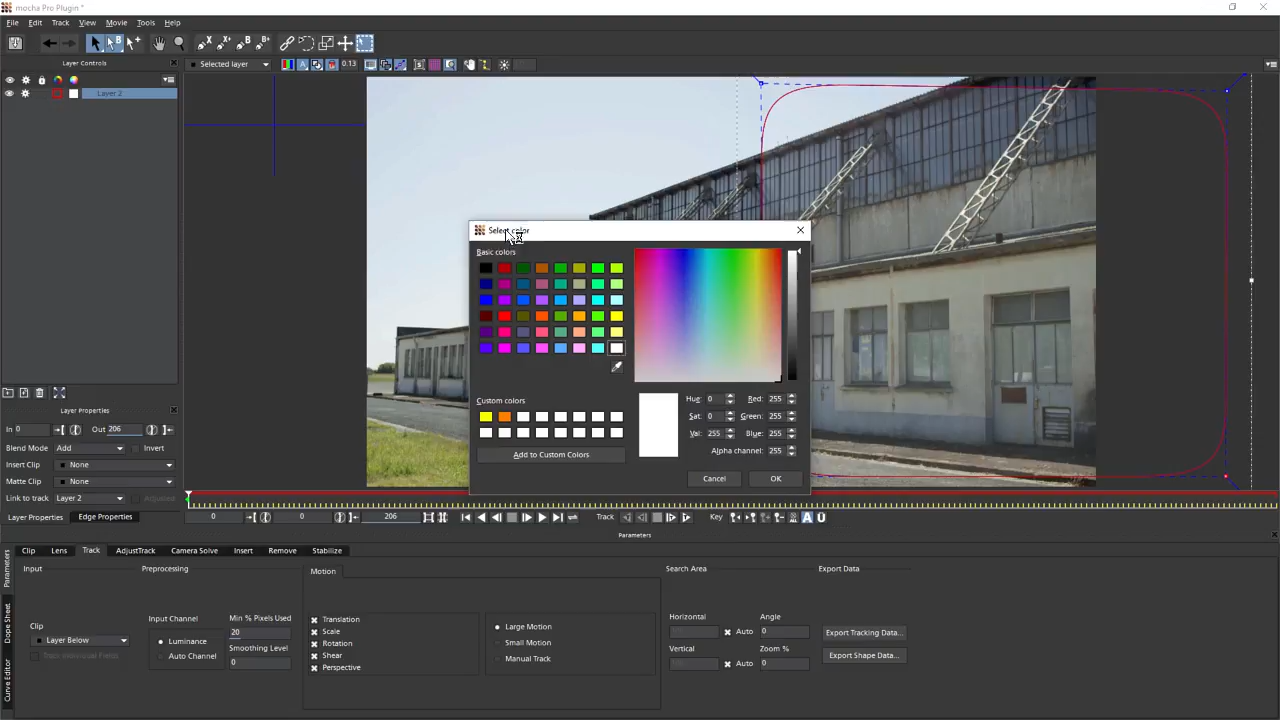 mocha Pro Plugin *
File Edit Track View Movie Tools Help
Layer Controls
Selected layer
0.13
Layer 2
Select color
Basic colors
Custom colors
Hue: 0 Red: 255
Sat: 0 Green: 255
Val: 255 Blue: 255
Alpha channel: 255
Add to Custom Colors
Cancel OK
Layer Properties
In 0 Out 206
Blend Mode Add Invert
Insert Clip None
Matte Clip None
Link to track Layer 2 Adjusted
Layer Properties Edge Properties
0 0 206 Track Key
Parameters
Clip Lens Track AdjustTrack Camera Solve Insert Remove Stabilize
Parameters
Dope Sheet
Curve Editor
Input
Clip
Layer Below
Track Individual Fields
Preprocessing
Input Channel
Luminance
Auto Channel
Min % Pixels Used
20
Smoothing Level
0
Motion
Translation
Scale
Rotation
Shear
Perspective
Large Motion
Small Motion
Manual Track
Search Area
Horizontal Angle
Auto 0
Vertical Zoom %
Auto 0
Export Data
Export Tracking Data...
Export Shape Data...